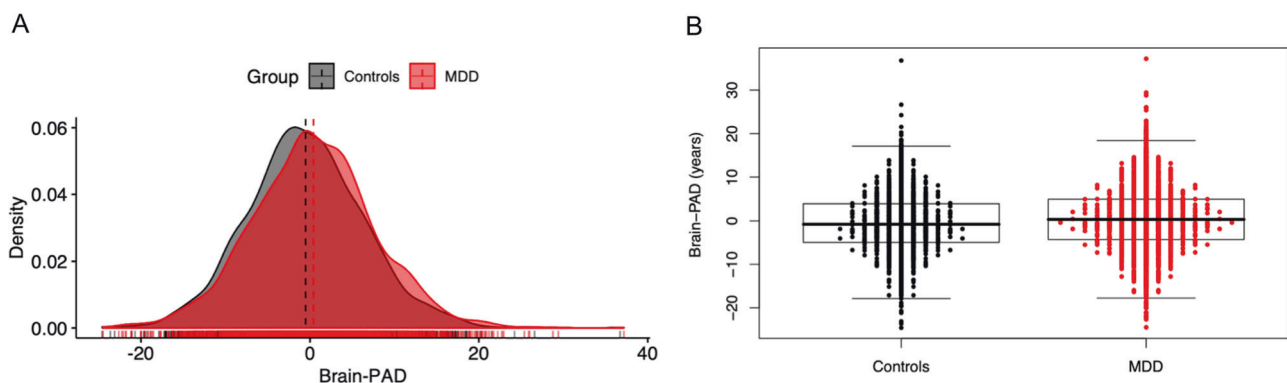 A
Group Controls MDD
0.06
0.04
0.02
0.00
Density
-20 0 20 40
Brain-PAD
B
30
20
10
0
−10
−20
Brain−PAD (years)
Controls MDD